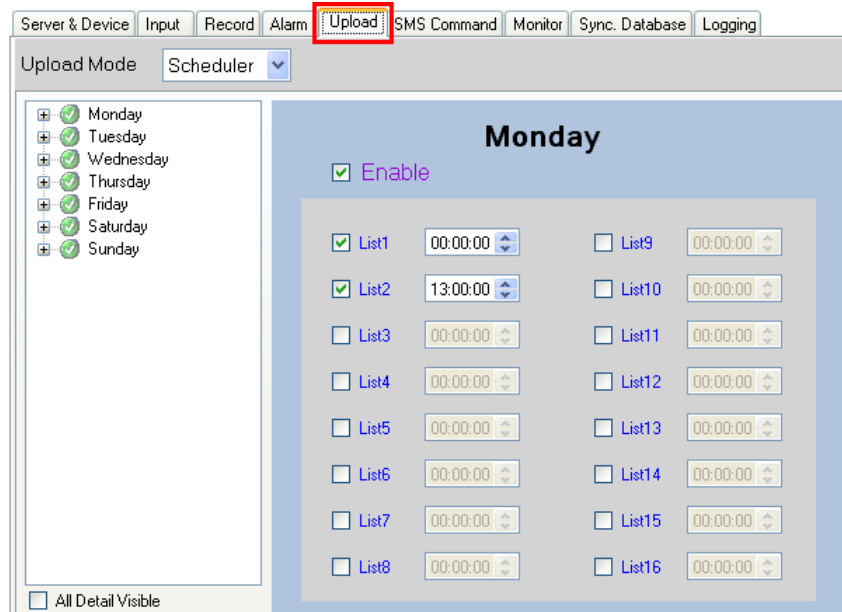 Server & Device Input Record Alarm Upload SMS Command Monitor Sync. Database Logging
Upload Mode Scheduler
Monday
Tuesday
Wednesday
Thursday
Friday
Saturday
Sunday
All Detail Visible
Monday
Enable
List1 00:00:00 List9 00:00:00
List2 13:00:00 List10 00:00:00
List3 00:00:00 List11 00:00:00
List4 00:00:00 List12 00:00:00
List5 00:00:00 List13 00:00:00
List6 00:00:00 List14 00:00:00
List7 00:00:00 List15 00:00:00
List8 00:00:00 List16 00:00:00